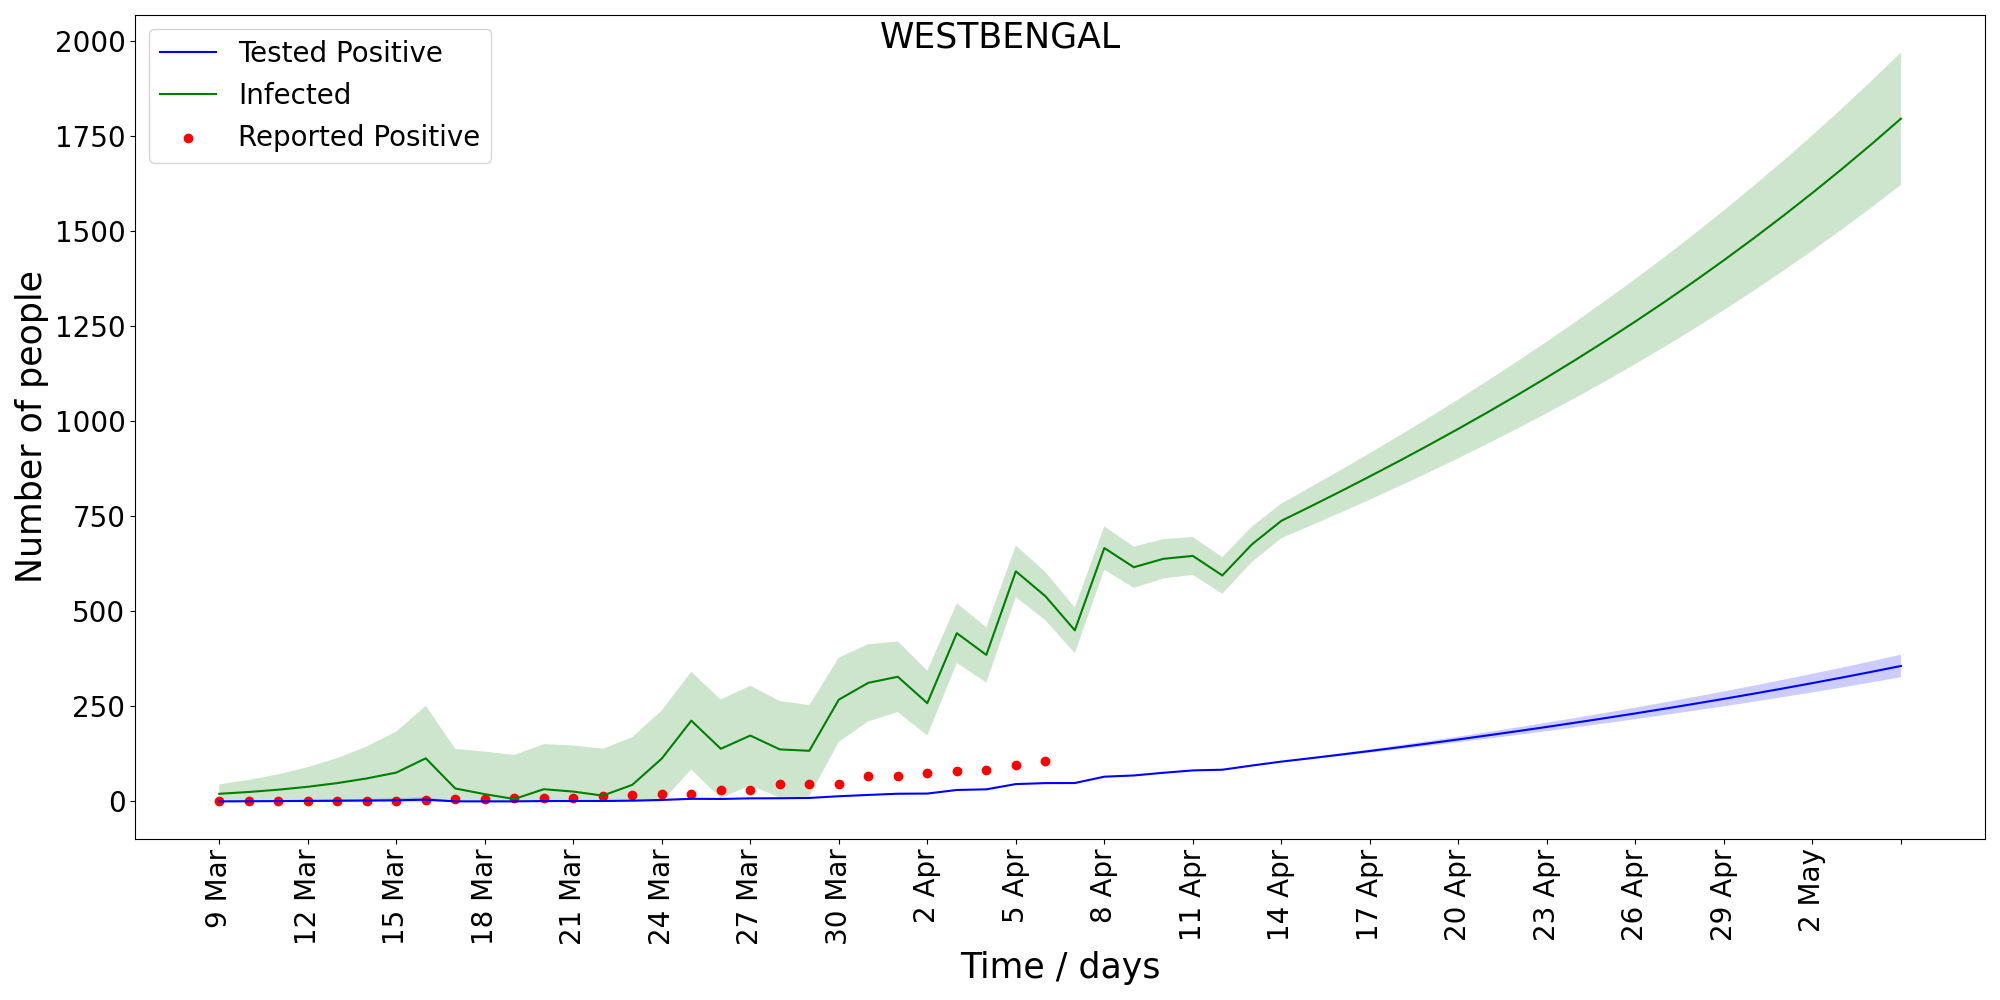 WESTBENGAL
Tested Positive
Infected
Reported Positive
Number of people
2000
1750
1500
1250
1000
750
500
250
0
9 Mar
12 Mar
15 Mar
18 Mar
21 Mar
24 Mar
27 Mar
30 Mar
2 Apr
5 Apr
8 Apr
11 Apr
14 Apr
17 Apr
20 Apr
23 Apr
26 Apr
29 Apr
2 May
Time / days